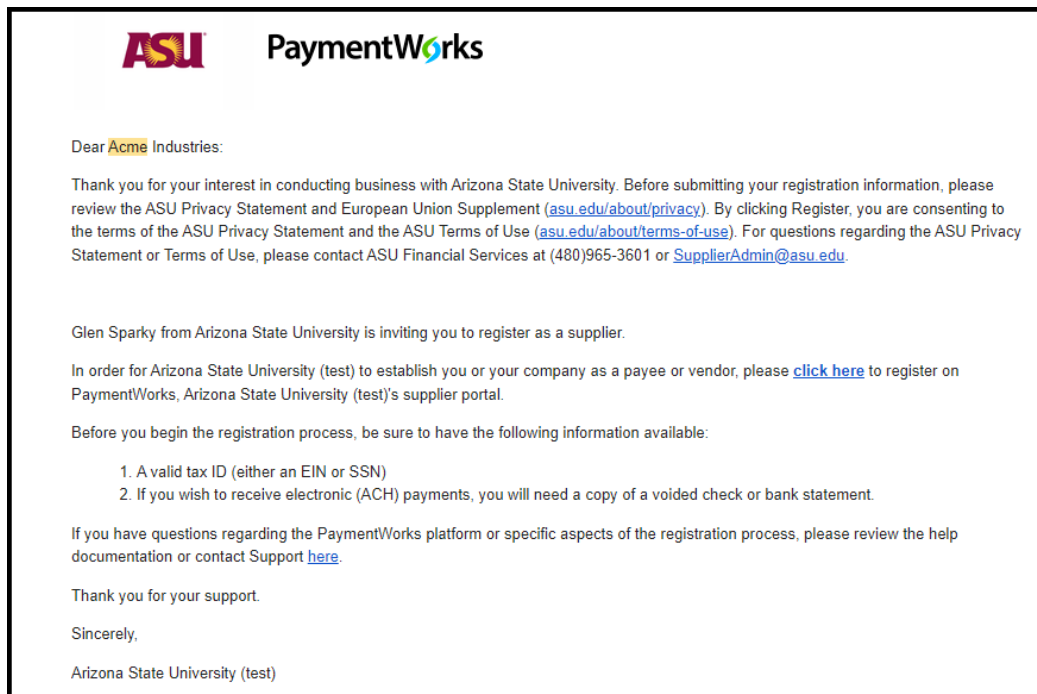 ASU PaymentWorks
Dear Acme Industries:
Thank you for your interest in conducting business with Arizona State University. Before submitting your registration information, please
review the ASU Privacy Statement and European Union Supplement (asu.edu/about/privacy). By clicking Register, you are consenting to
the terms of the ASU Privacy Statement and the ASU Terms of Use (asu.edu/about/terms-of-use). For questions regarding the ASU Privacy
Statement or Terms of Use, please contact ASU Financial Services at (480)965-3601 or SupplierAdmin@asu.edu.
Glen Sparky from Arizona State University is inviting you to register as a supplier.
In order for Arizona State University (test) to establish you or your company as a payee or vendor, please click here to register on
PaymentWorks, Arizona State University (test)'s supplier portal.
Before you begin the registration process, be sure to have the following information available:
1. A valid tax ID (either an EIN or SSN)
2. If you wish to receive electronic (ACH) payments, you will need a copy of a voided check or bank statement.
If you have questions regarding the PaymentWorks platform or specific aspects of the registration process, please review the help
documentation or contact Support here.
Thank you for your support.
Sincerely,
Arizona State University (test)